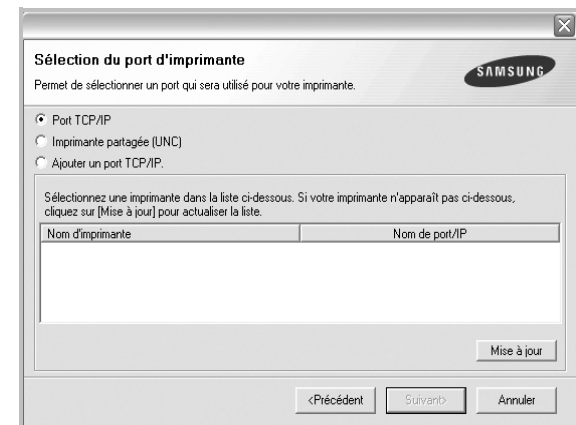 Sélection du port d'imprimante
Permet de sélectionner un port qui sera utilisé pour votre imprimante.
SAMSUNG
Port TCP/IP
Imprimante partagée (UNC)
Ajouter un port TCP/IP.
Sélectionnez une imprimante dans la liste ci-dessous. Si votre imprimante n'apparaît pas ci-dessous,
cliquez sur [Mise à jour] pour actualiser la liste.
Nom d'imprimante Nom de port/IP
Mise à jour
<Précédent Suivant> Annuler